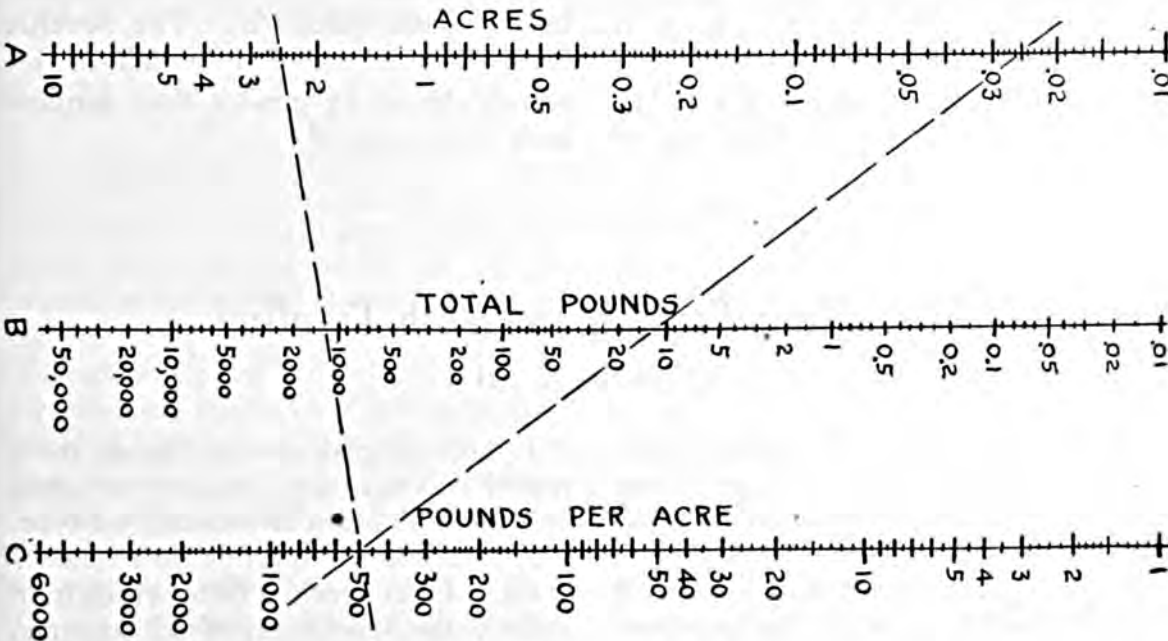 ACRES
A 10 5 4 3 2 1 0.5 0.3 0.2 0.1 .05 .03 .02 0.1
TOTAL POUNDS
B 50,000 20,000 10,000 5000 2000 1000 500 200 100 50 20 10 5 2 1 0.5 0.2 0.1 .05 .02 .01
POUNDS PER ACRE
C 6000 3000 2000 1000 500 300 200 100 50 40 30 20 10 5 3 2 1